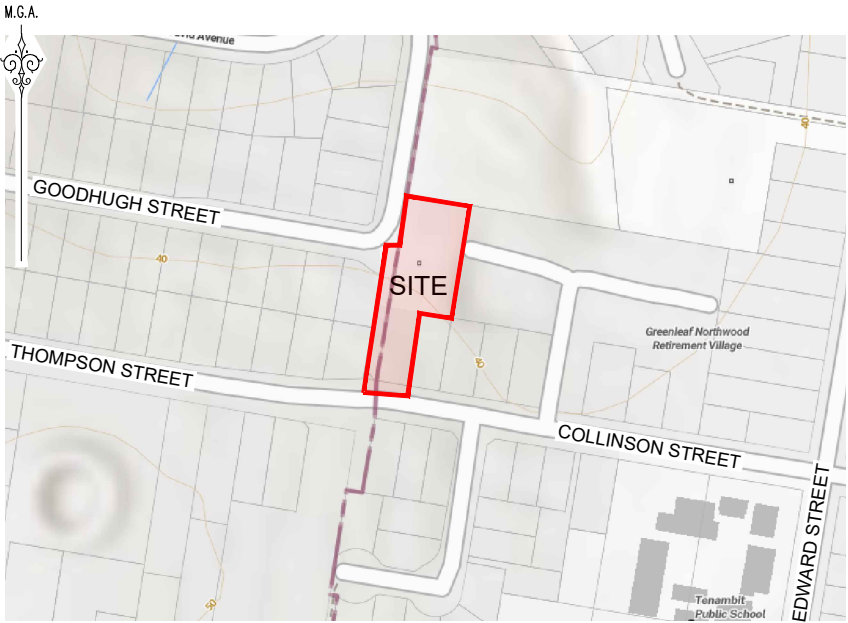 M.G.A.
Avenue
GOODHUGH STREET
40
40
SITE
Greenleaf Northwood
Retirement Village
THOMPSON STREET
40
COLLINSON STREET
EDWARD STREET
50
Tenambit
Public School